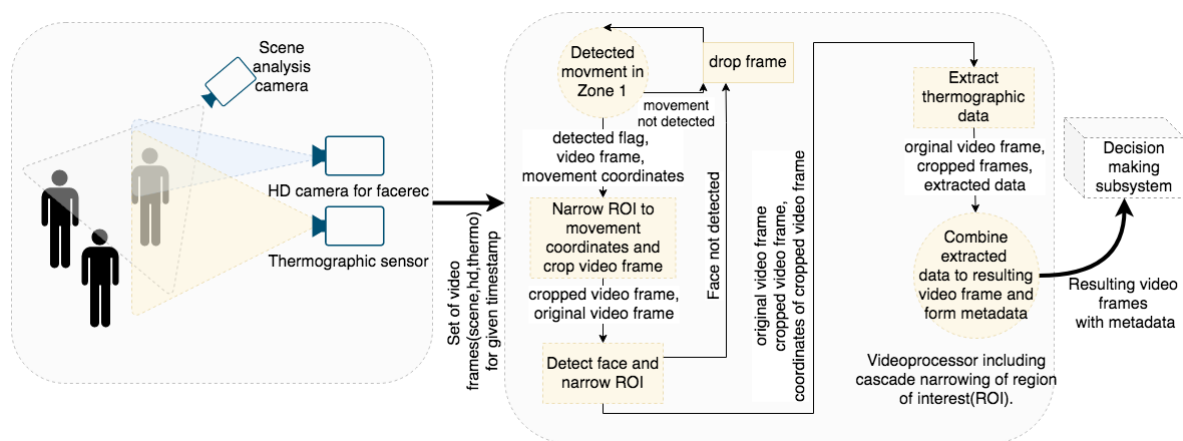 Scene
analysis
camera
HD camera for facerec
Thermographic sensor
Set of video
frames(scene,hd,thermo)
for given timestamp
Detected
movment in
Zone 1
drop frame
movement
not detected
detected flag,
video frame,
movement coordinates
Narrow ROI to
movement
coordinates and
crop video frame
cropped video frame,
original video frame
Detect face and
narrow ROI
Face not detected
original video frame
cropped video frame,
coordinates of cropped video frame
Extract
thermographic
data
orginal video frame,
cropped frames,
extracted data
Combine
extracted
data to resulting
video frame and
form metadata
Videoprocessor including
cascade narrowing of region
of interest(ROI).
Decision
making
subsystem
Resulting video
frames
with metadata